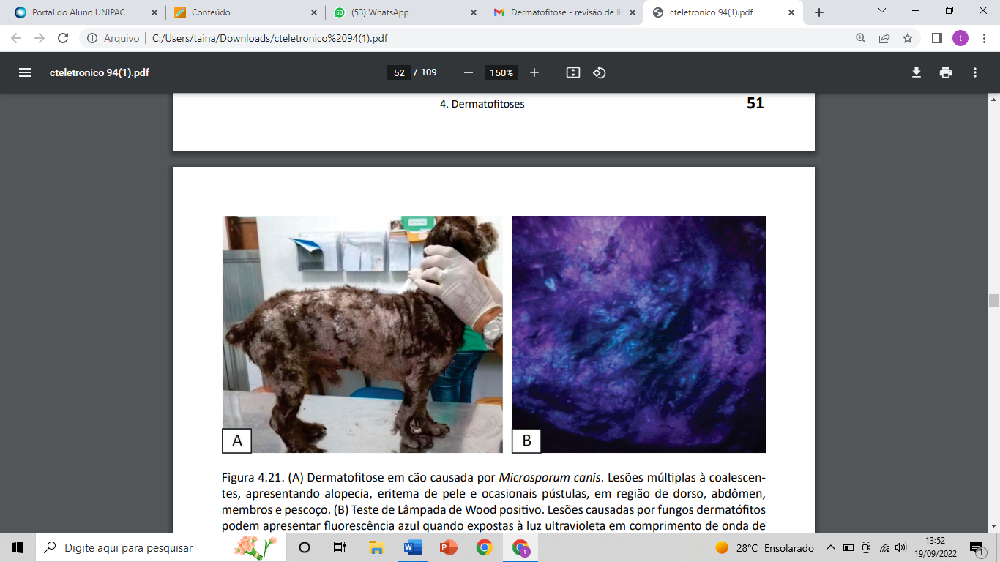 Portal do Aluno UNIPAC
Conteúdo
(53) WhatsApp
Dermatofitose - revisão de li
cteletronico 94(1).pdf
Arquivo
C:/Users/taina/Downloads/cteletronico%2094(1).pdf
t
cteletronico 94(1).pdf
52 / 109
150%
4. Dermatofitoses
51
A
B
Figura 4.21. (A) Dermatofitose em cão causada por Microsporum canis. Lesões múltiplas à coalescen-
tes, apresentando alopecia, eritema de pele e ocasionais pústulas, em região de dorso, abdômen,
membros e pescoço. (B) Teste de Lâmpada de Wood positivo. Lesões causadas por fungos dermatófitos
podem apresentar fluorescência azul quando expostas à luz ultravioleta em comprimento de onda de
Digite aqui para pesquisar
28°C Ensolarado
13:52
19/09/2022
1